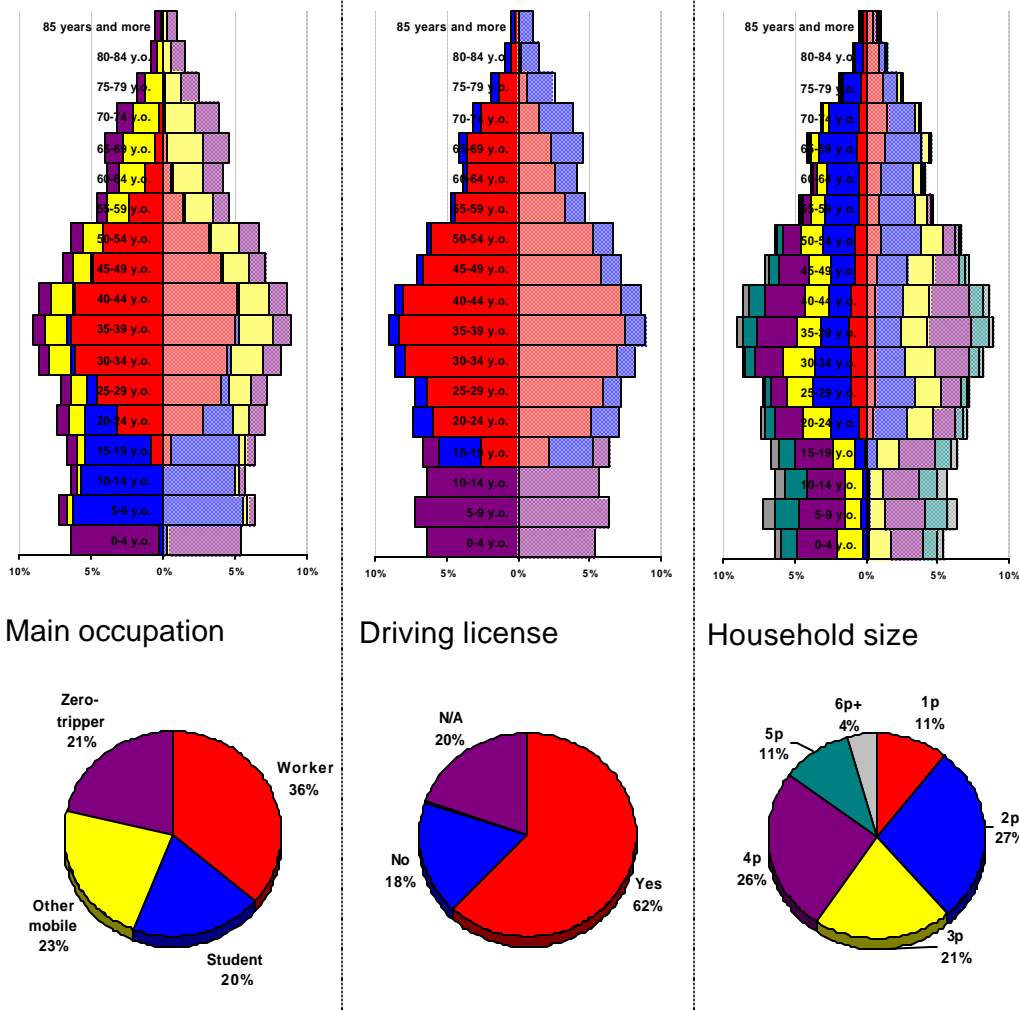 85 years and more
80-84 y.o.
75-79 y.o.
70-74 y.o.
65-69 y.o.
60-64 y.o.
55-59 y.o.
50-54 y.o.
45-49 y.o.
40-44 y.o.
35-39 y.o.
30-34 y.o.
25-29 y.o.
20-24 y.o.
15-19 y.o.
10-14 y.o.
5-9 y.o.
0-4 y.o.
10% 5% 0% 5% 10%
Main occupation
Zero-
tripper
21%
Worker
36%
Other
mobile
23%
Student
20%
85 years and more
80-84 y.o.
75-79 y.o.
70-74 y.o.
65-69 y.o.
60-64 y.o.
55-59 y.o.
50-54 y.o.
45-49 y.o.
40-44 y.o.
35-39 y.o.
30-34 y.o.
25-29 y.o.
20-24 y.o.
15-19 y.o.
10-14 y.o.
5-9 y.o.
0-4 y.o.
10% 5% 0% 5% 10%
Driving license
N/A
20%
No
18%
Yes
62%
85 years and more
80-84 y.o.
75-79 y.o.
70-74 y.o.
65-69 y.o.
60-64 y.o.
55-59 y.o.
50-54 y.o.
45-49 y.o.
40-44 y.o.
35-39 y.o.
30-34 y.o.
25-29 y.o.
20-24 y.o.
15-19 y.o.
10-14 y.o.
5-9 y.o.
0-4 y.o.
10% 5% 0% 5% 10%
Household size
6p+
4%
1p
11%
5p
11%
2p
27%
4p
26%
3p
21%